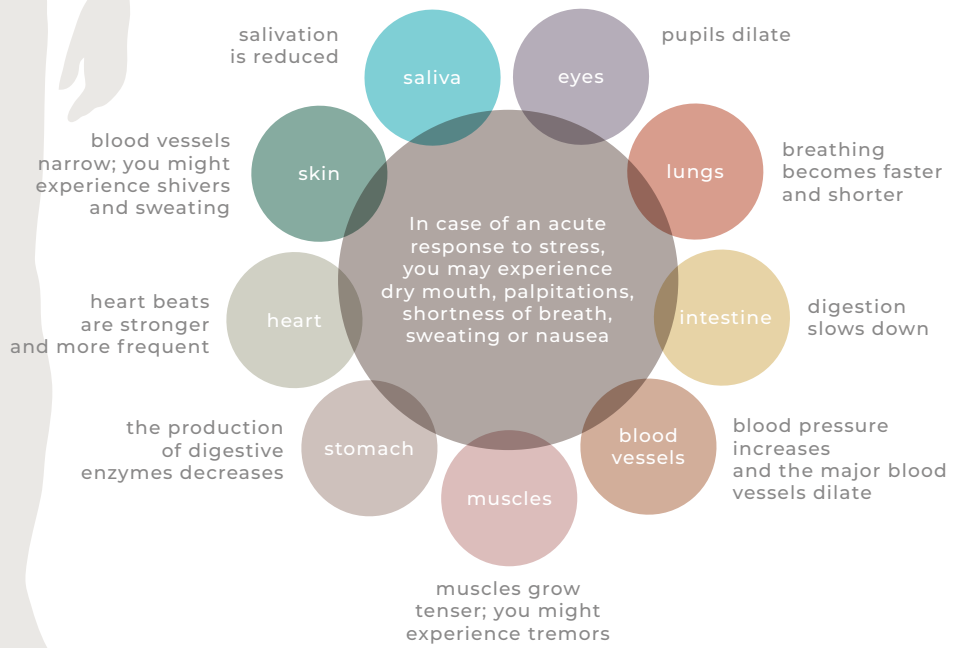 salivation
is reduced
saliva
eyes
pupils dilate
blood vessels
narrow; you might
experience shivers
and sweating
skin
lungs
breathing
becomes faster
and shorter
In case of an acute
response to stress,
you may experience
dry mouth, palpitations,
shortness of breath,
sweating or nausea
heart beats
are stronger
and more frequent
heart
intestine
digestion
slows down
the production
of digestive
enzymes decreases
stomach
blood
vessels
blood pressure
increases
and the major blood
vessels dilate
muscles
muscles grow
tenser; you might
experience tremors